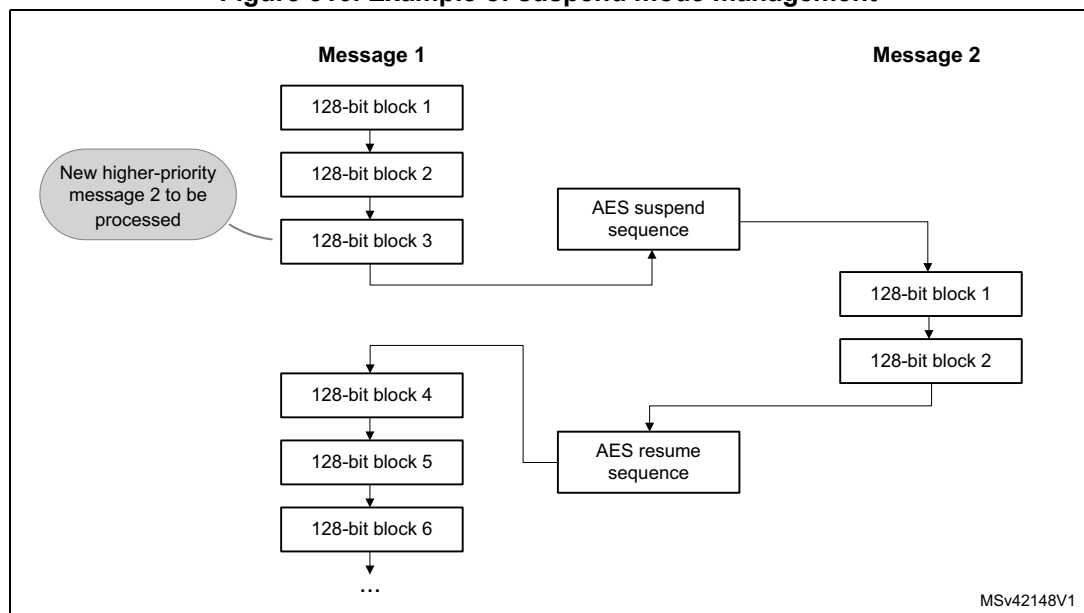 Example of suspend mode management
Message 1
Message 2
128-bit block 1
128-bit block 2
128-bit block 3
New higher-priority
message 2 to be
processed
AES suspend
sequence
128-bit block 1
128-bit block 2
AES resume
sequence
128-bit block 4
128-bit block 5
128-bit block 6
...
MSv42148V1